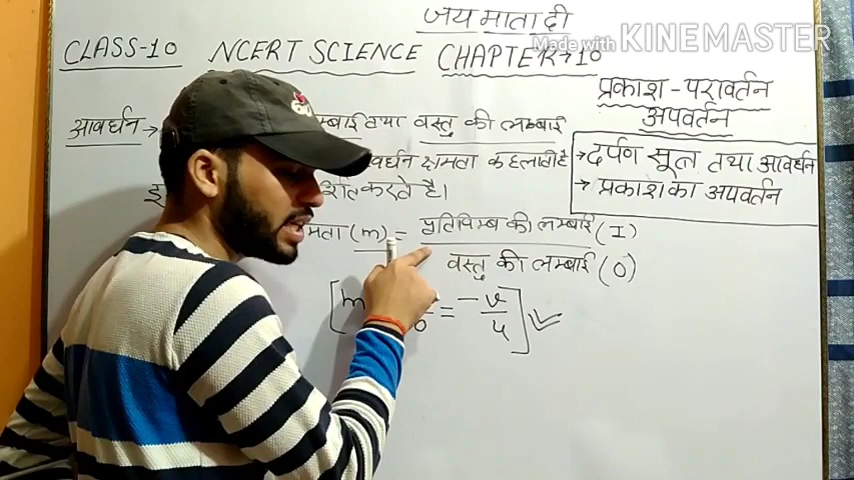 जय माता दी
Made with KINEMASTER
CLASS-10 NCERT SCIENCE CHAPTER→10
प्रकाश-परावर्तन
अपवर्तन
आवर्धन → म्बाई तथा वस्तु की लम्बाई
आवर्धन क्षमता कहलाती है
करते है।
→ दर्पण सूत्र तथा आवर्धन
→ प्रकाश का अपवर्तन
मता (m) = प्रतिबिम्ब की लम्बाई (I)
वस्तु की लम्बाई (O)
[m = -v
o u]